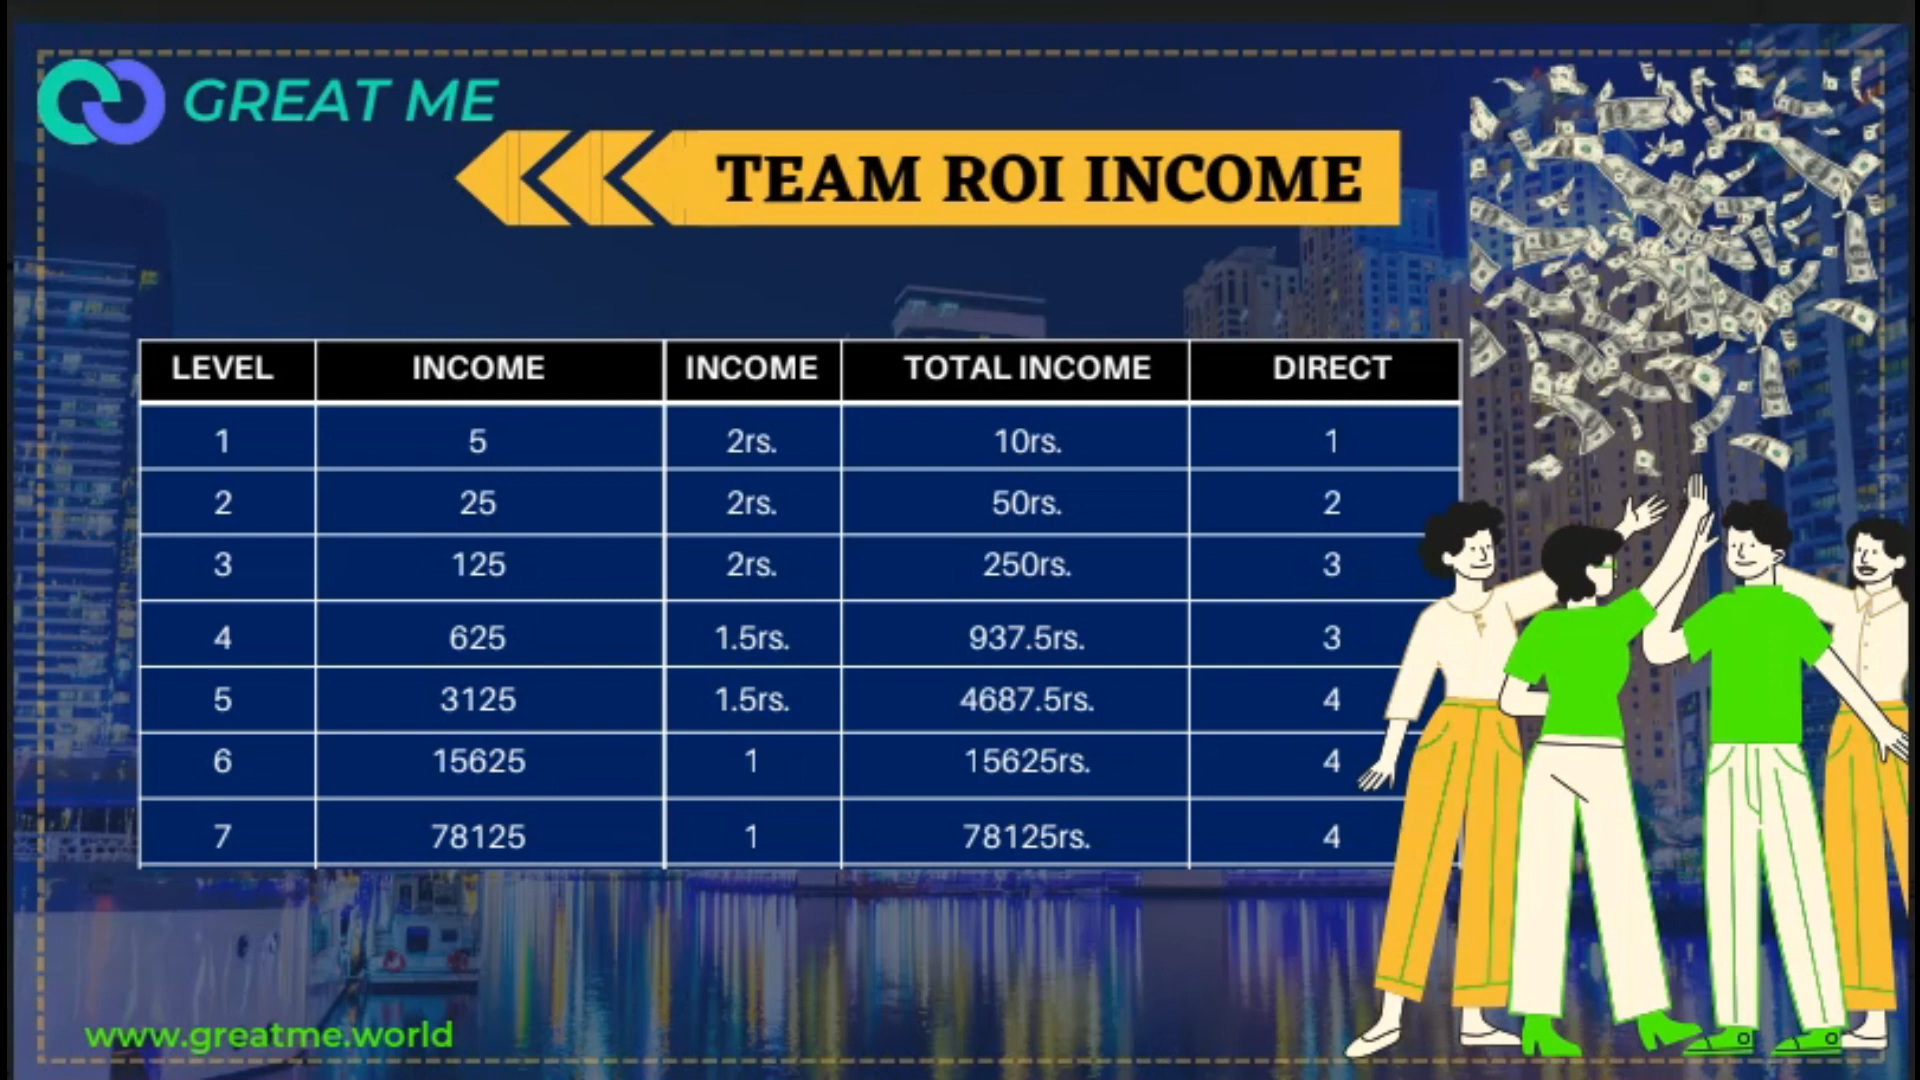 GREAT ME
TEAM ROI INCOME
LEVEL INCOME INCOME TOTAL INCOME DIRECT
1 5 2rs. 10rs. 1
2 25 2rs. 50rs. 2
3 125 2rs. 250rs. 3
4 625 1.5rs. 937.5rs. 3
5 3125 1.5rs. 4687.5rs. 4
6 15625 1 15625rs. 4
7 78125 1 78125rs. 4
www.greatme.world